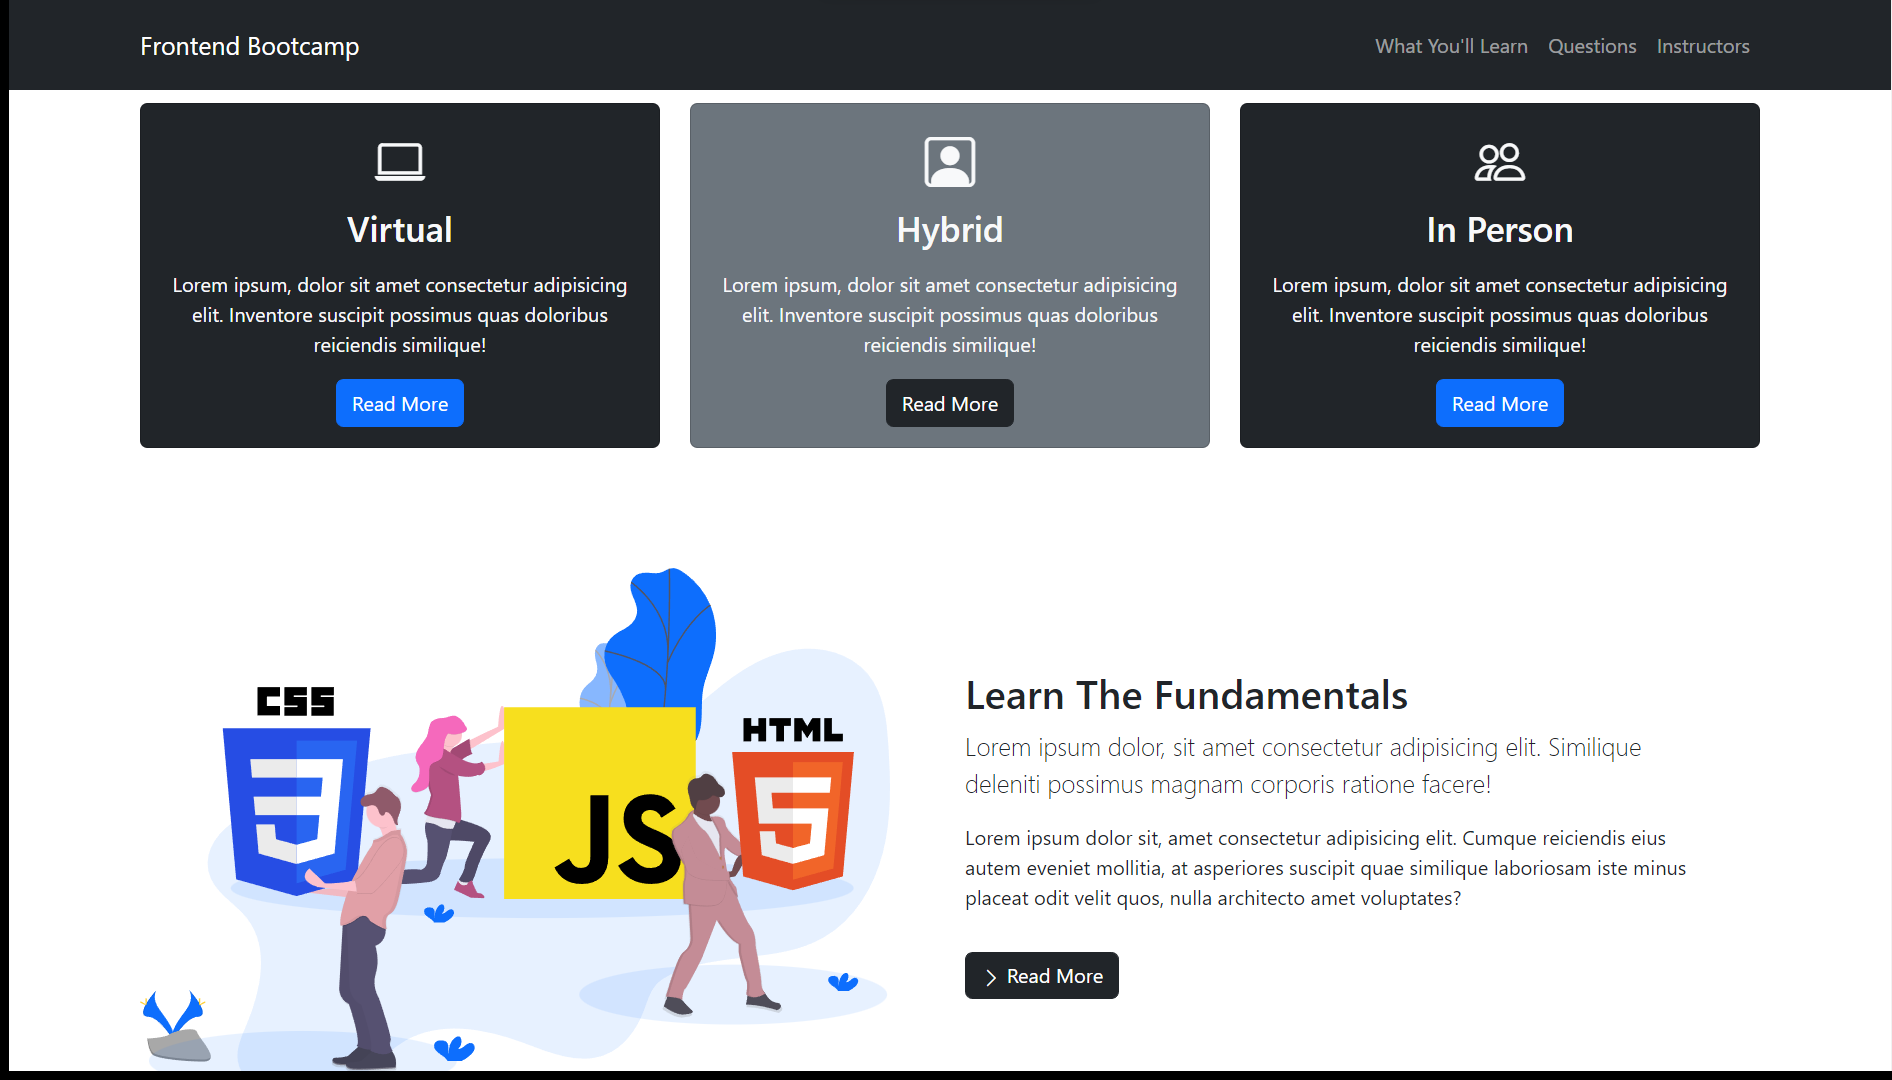 Frontend Bootcamp
What You'll Learn
Questions
Instructors
Virtual
Lorem ipsum, dolor sit amet consectetur adipisicing
elit. Inventore suscipit possimus quas doloribus
reiciendis similique!
Read More
Hybrid
Lorem ipsum, dolor sit amet consectetur adipisicing
elit. Inventore suscipit possimus quas doloribus
reiciendis similique!
Read More
In Person
Lorem ipsum, dolor sit amet consectetur adipisicing
elit. Inventore suscipit possimus quas doloribus
reiciendis similique!
Read More
CSS
JS
HTML
Learn The Fundamentals
Lorem ipsum dolor, sit amet consectetur adipisicing elit. Similique
deleniti possimus magnam corporis ratione facere!
Lorem ipsum dolor sit, amet consectetur adipisicing elit. Cumque reiciendis eius
autem eveniet mollitia, at asperiores suscipit quae similique laboriosam iste minus
placeat odit velit quos, nulla architecto amet voluptates?
Read More